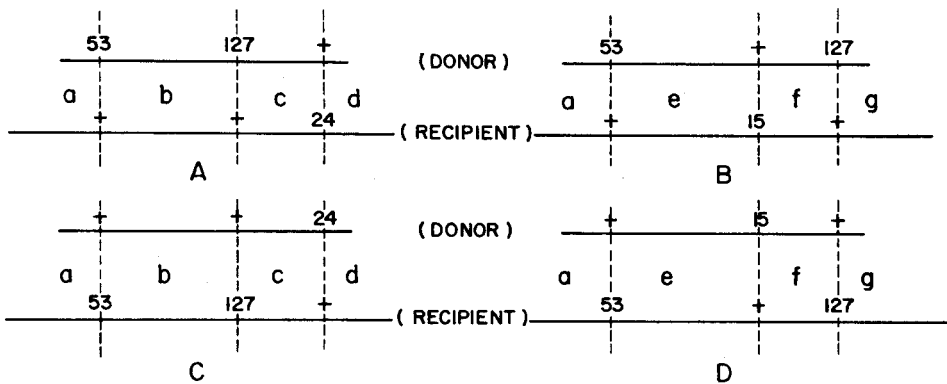 53 127 + 53 + 127
(DONOR)
a b c d a e f g
+ + 24 + 15 +
(RECIPIENT)
A B
+ + 24 + 15 +
(DONOR)
a b c d a e f g
53 127 + 53 + 127
(RECIPIENT)
C D